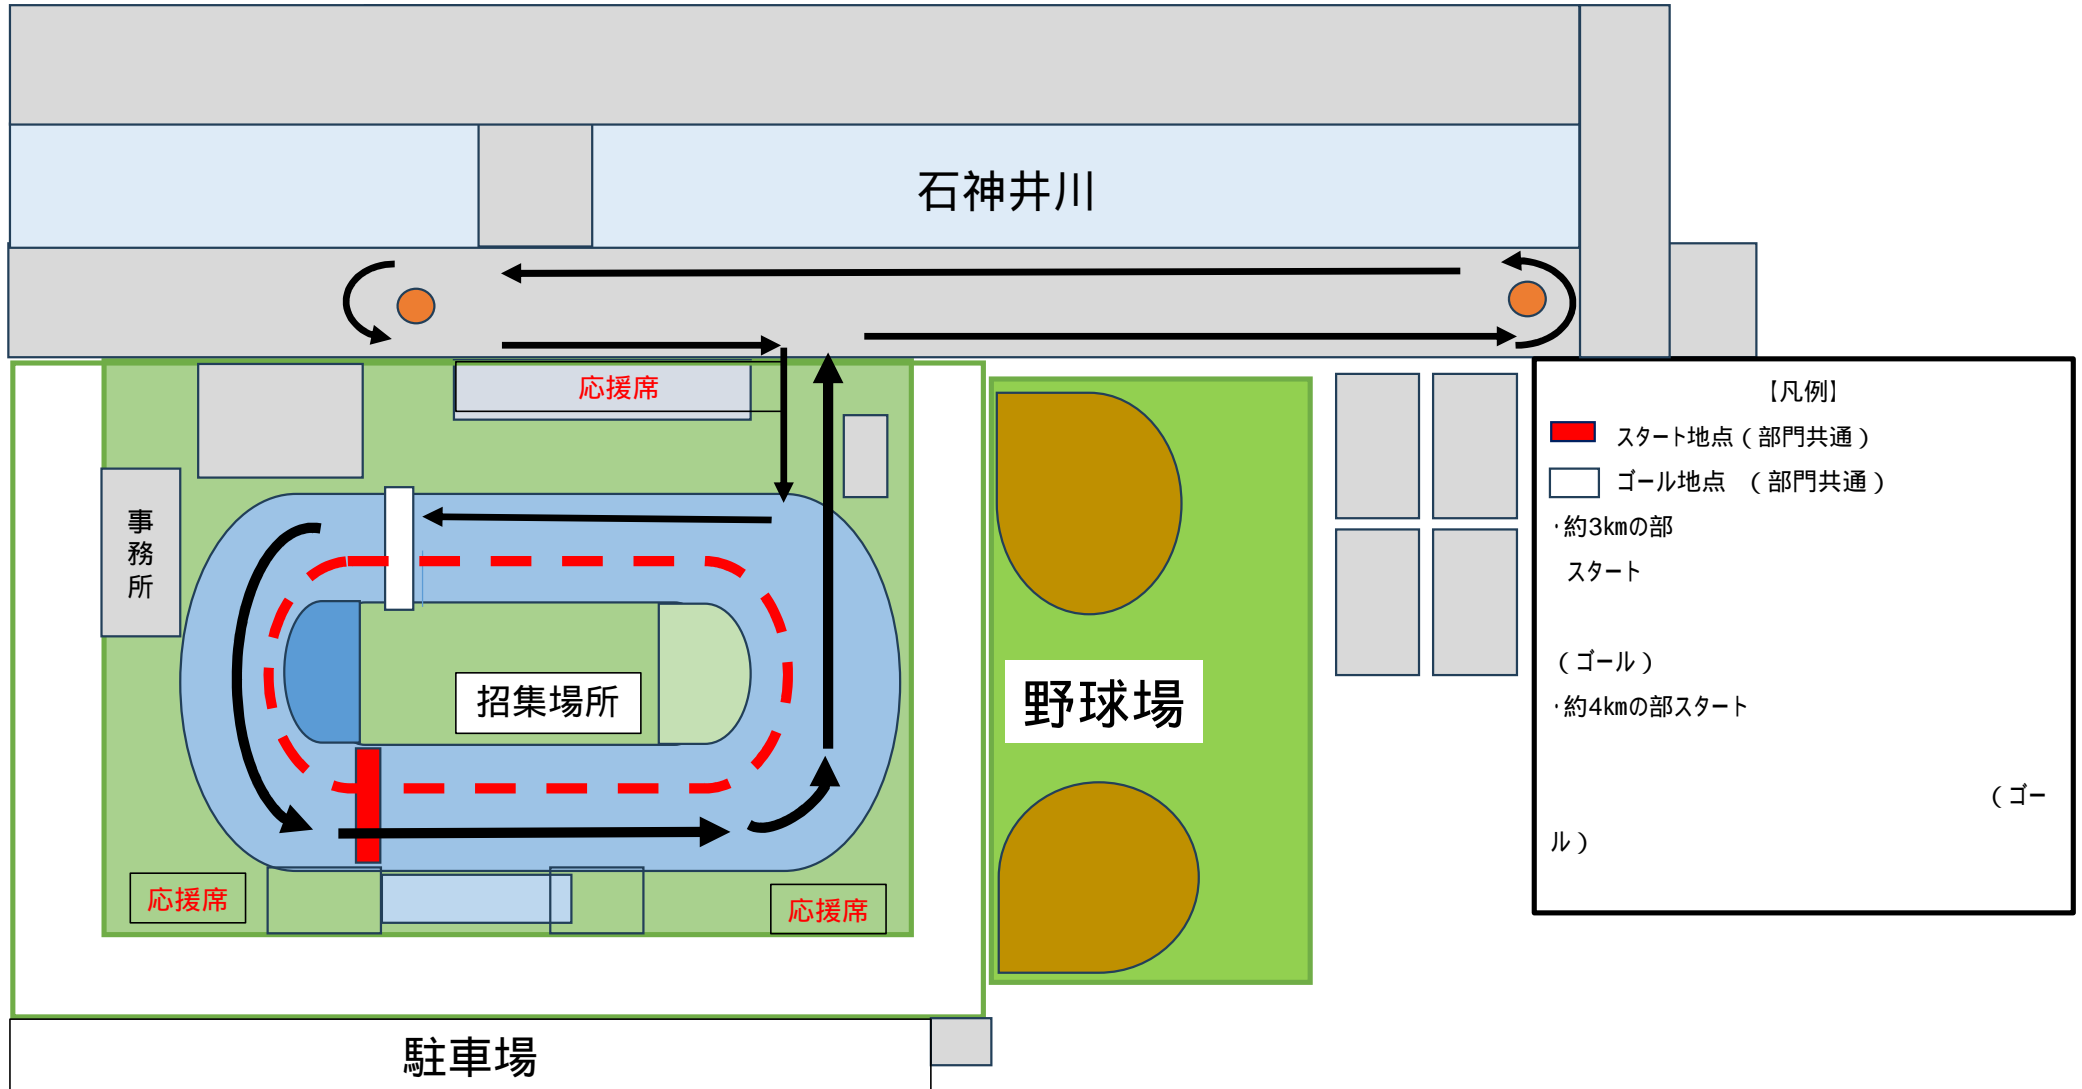 石神井川
応援席
事務所
招集場所
野球場
応援席
応援席
駐車場
【凡例】
スタート地点（部門共通）
ゴール地点　（部門共通）
・約3kmの部
スタート
（ゴール）
・約4kmの部スタート
（ゴー
ル）